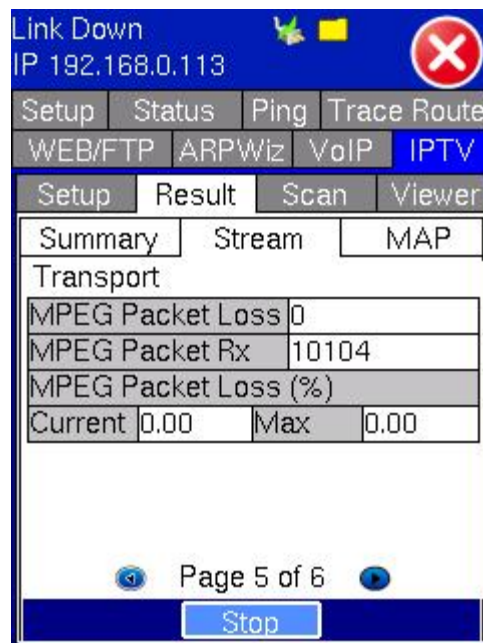 Link Down
IP 192.168.0.113
Setup Status Ping Trace Route
WEB/FTP ARPWiz VoIP IPTV
Setup Result Scan Viewer
Summary Stream MAP
Transport
MPEG Packet Loss 0
MPEG Packet Rx 10104
MPEG Packet Loss (%)
Current 0.00 Max 0.00
Page 5 of 6
Stop